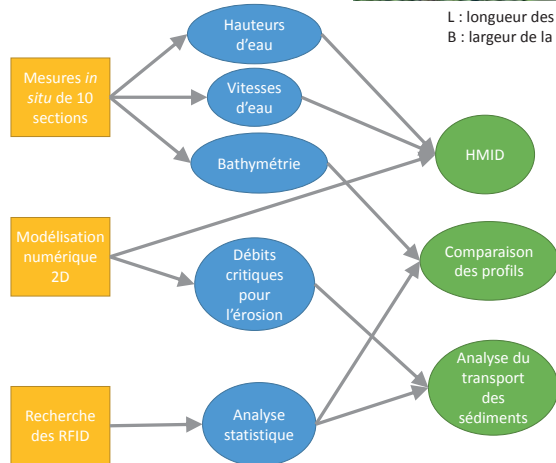 L : longueur des
B : largeur de la
Hauteurs
d'eau
Mesures in
situ de 10
sections
Vitesses
d'eau
Bathymétrie
HMID
Modélisation
numérique
2D
Débits
critiques
pour
l'érosion
Comparaison
des profils
Analyse du
transport
des
sédiments
Recherche
des RFID
Analyse
statistique